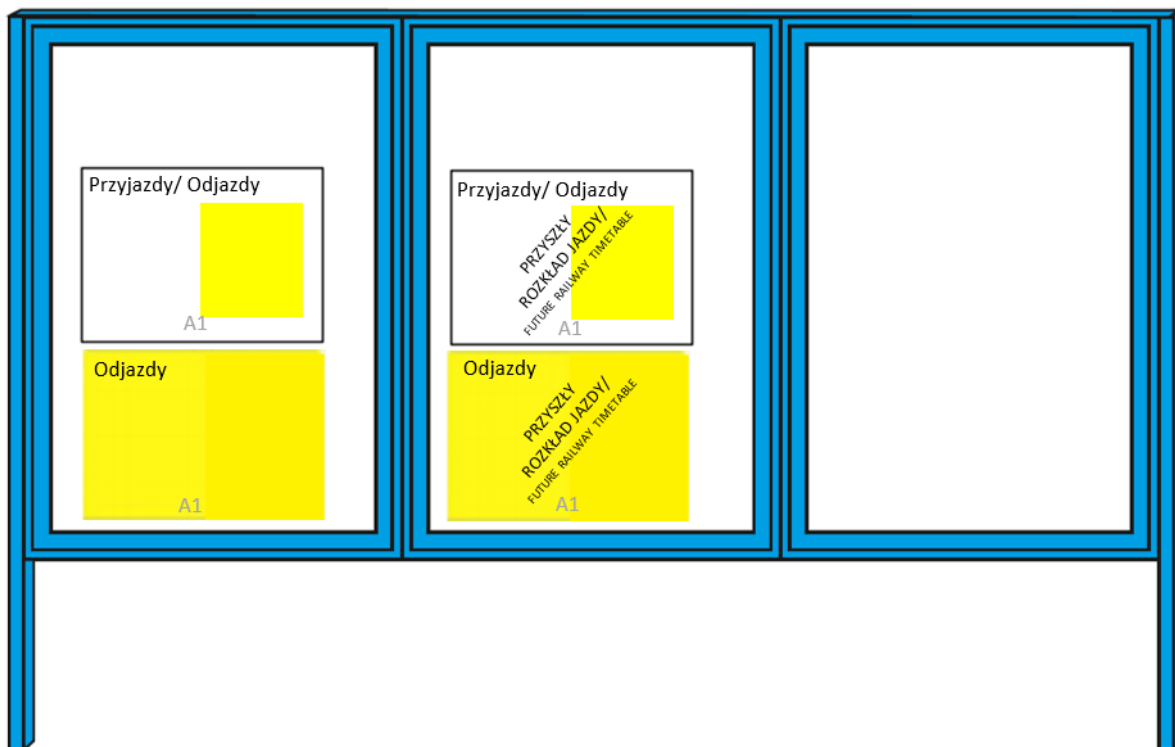 Przyjazdy/ Odjazdy
A1
Odjazdy
A1
Przyjazdy/ Odjazdy
PRZYSZŁY
ROZKŁAD JAZDY/
FUTURE RAILWAY TIMETABLE
A1
Odjazdy
PRZYSZŁY
ROZKŁAD JAZDY/
FUTURE RAILWAY TIMETABLE
A1